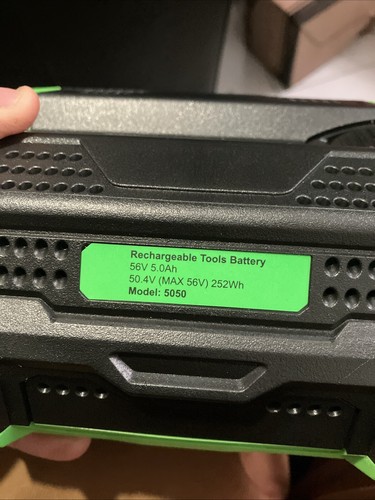 Rechargeable Tools Battery
56V 5.0Ah
50.4V (MAX 56V) 252Wh
Model: 5050